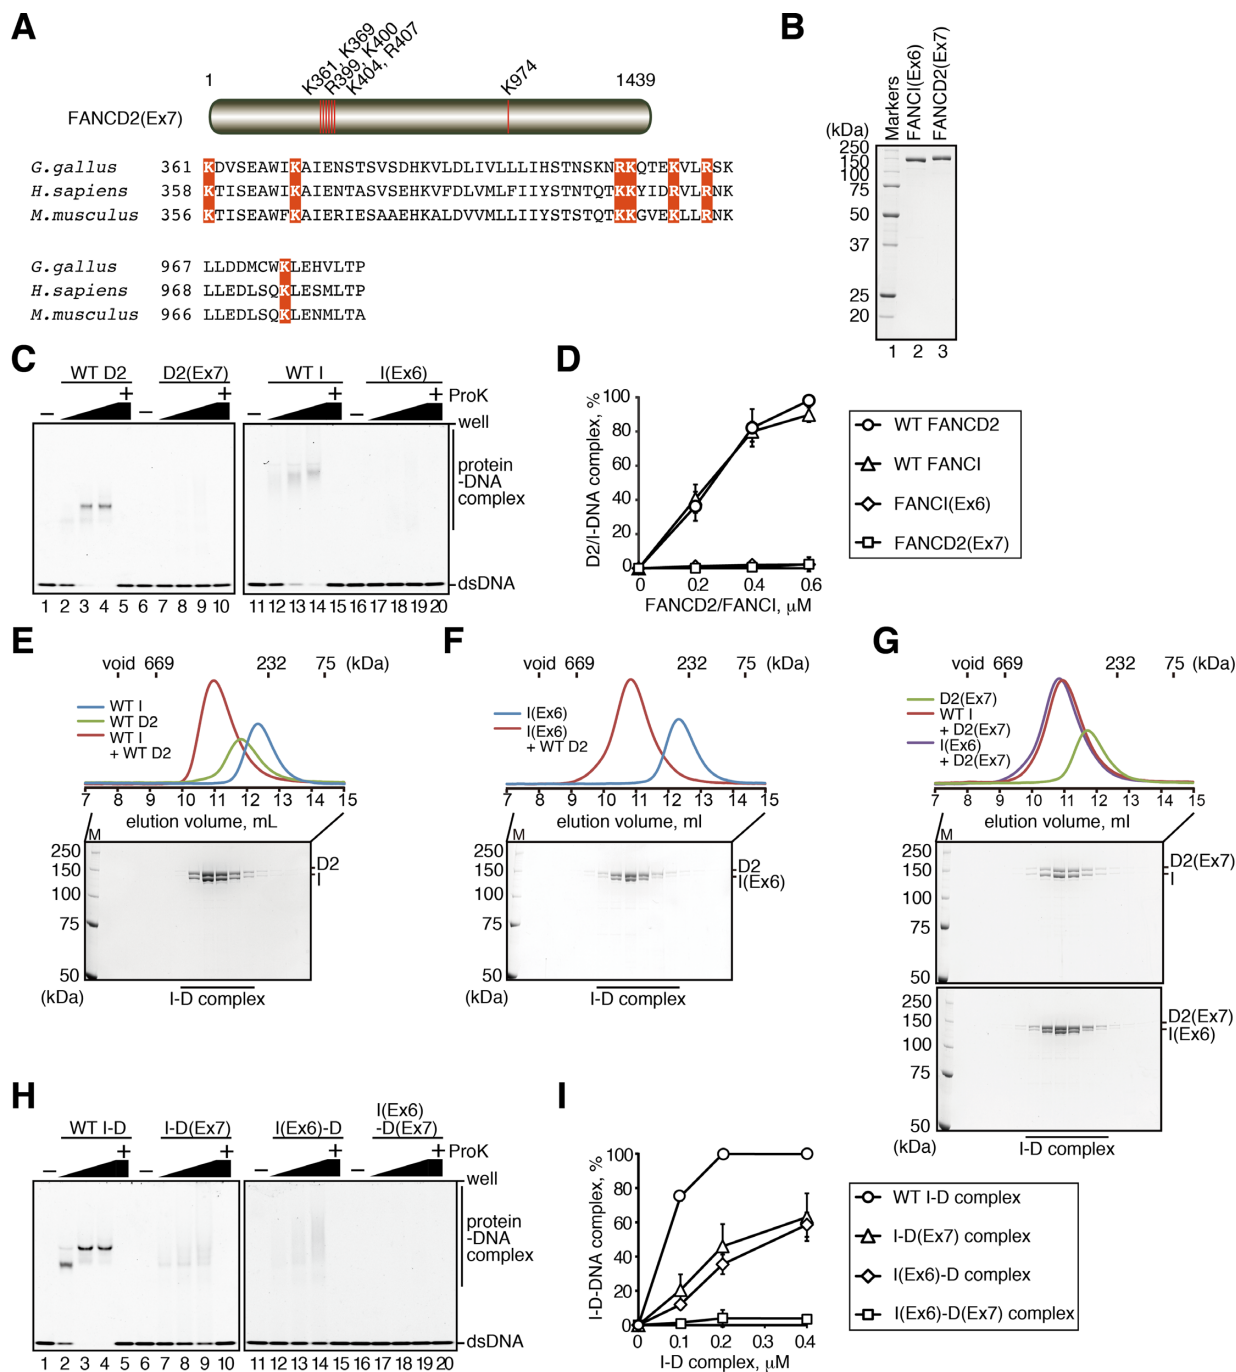 A
K361, K369
R399, K400
K404, R407
K974
1
1439
FANCD2(Ex7)
G.gallus 361 KDVSEAWIKAIENSTSVSDHKVLDLIVLLLIHSTNSKNRKQTEKVLRSK
H.sapiens 358 KTISEAWIKAIENTASVSEHKVFDLVMLFIIYSTNTQTKKYIDRVLRNK
M.musculus 356 KTISEAWFKAIERIESAAEHKALDVVMLLIIYSTSTQTKKGVEKLLRNK
G.gallus 967 LLDDMCWKLEHVLTP
H.sapiens 968 LLEDLSQKLESMLTP
M.musculus 966 LLEDLSQKLENMLTA
B
(kDa)
Markers
FANCI(Ex6)
FANCD2(Ex7)
250
150
100
75
50
37
25
20
1 2 3
C
WT D2
D2(Ex7)
WT I
I(Ex6)
− + − + − + − + ProK
well
protein
-DNA
complex
dsDNA
1 2 3 4 5 6 7 8 9 10
11 12 13 14 15 16 17 18 19 20
D
D2/I-DNA complex, %
100
80
60
40
20
0
0 0.2 0.4 0.6
FANCD2/FANCI, μM
WT FANCD2
WT FANCI
FANCI(Ex6)
FANCD2(Ex7)
E
void 669 232 75 (kDa)
WT I
WT D2
WT I
+ WT D2
7 8 9 10 11 12 13 14 15
elution volume, mL
M
250
150
100
75
50
(kDa)
D2
I
I-D complex
F
void 669 232 75 (kDa)
I(Ex6)
I(Ex6)
+ WT D2
7 8 9 10 11 12 13 14 15
elution volume, ml
M
250
150
100
75
50
(kDa)
D2
I(Ex6)
I-D complex
G
void 669 232 75 (kDa)
D2(Ex7)
WT I
+ D2(Ex7)
I(Ex6)
+ D2(Ex7)
7 8 9 10 11 12 13 14 15
elution volume, ml
M
250
150
100
75
50
D2(Ex7)
I
250
150
100
75
50
(kDa)
D2(Ex7)
I(Ex6)
I-D complex
H
WT I-D
I-D(Ex7)
I(Ex6)-D
I(Ex6)
-D(Ex7)
− + − + − + − + ProK
well
protein
-DNA
complex
dsDNA
1 2 3 4 5 6 7 8 9 10
11 12 13 14 15 16 17 18 19 20
I
I-D-DNA complex, %
100
80
60
40
20
0
0 0.1 0.2 0.3 0.4
I-D complex, μM
WT I-D complex
I-D(Ex7) complex
I(Ex6)-D complex
I(Ex6)-D(Ex7) complex